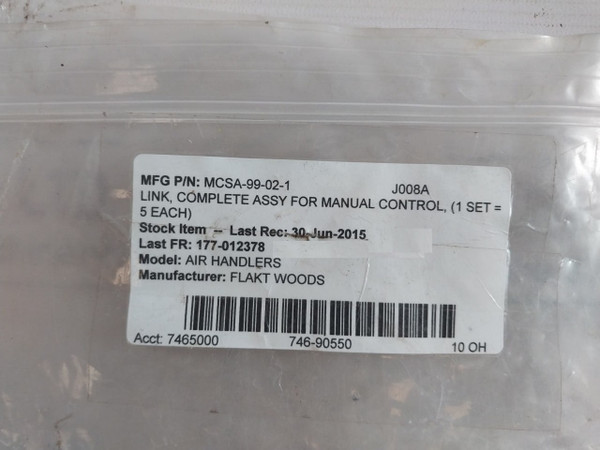 MFG P/N: MCSA-99-02-1 J008A
LINK, COMPLETE ASSY FOR MANUAL CONTROL, (1 SET =
5 EACH)
Stock Item -- Last Rec: 30-Jun-2015
Last FR: 177-012378
Model: AIR HANDLERS
Manufacturer: FLAKT WOODS
Acct: 7465000 746-90550 10 OH